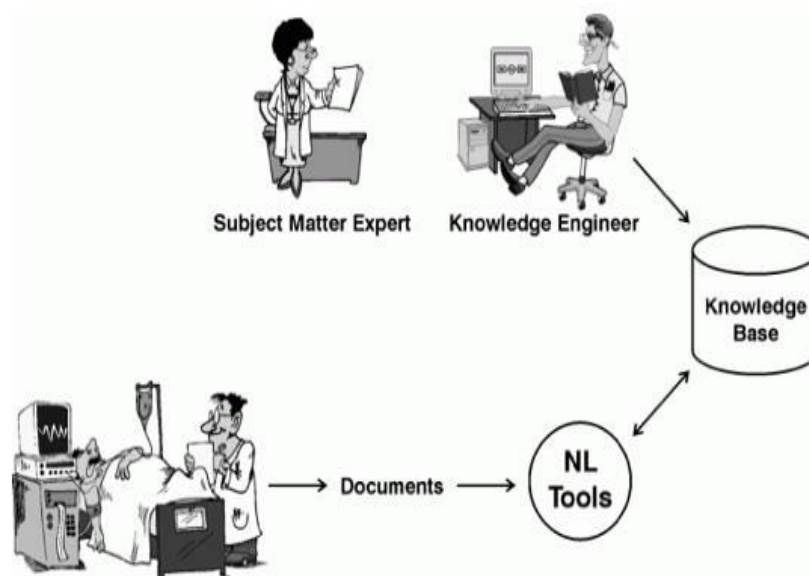 Subject Matter Expert
Knowledge Engineer
Knowledge
Base
Documents
NL
Tools